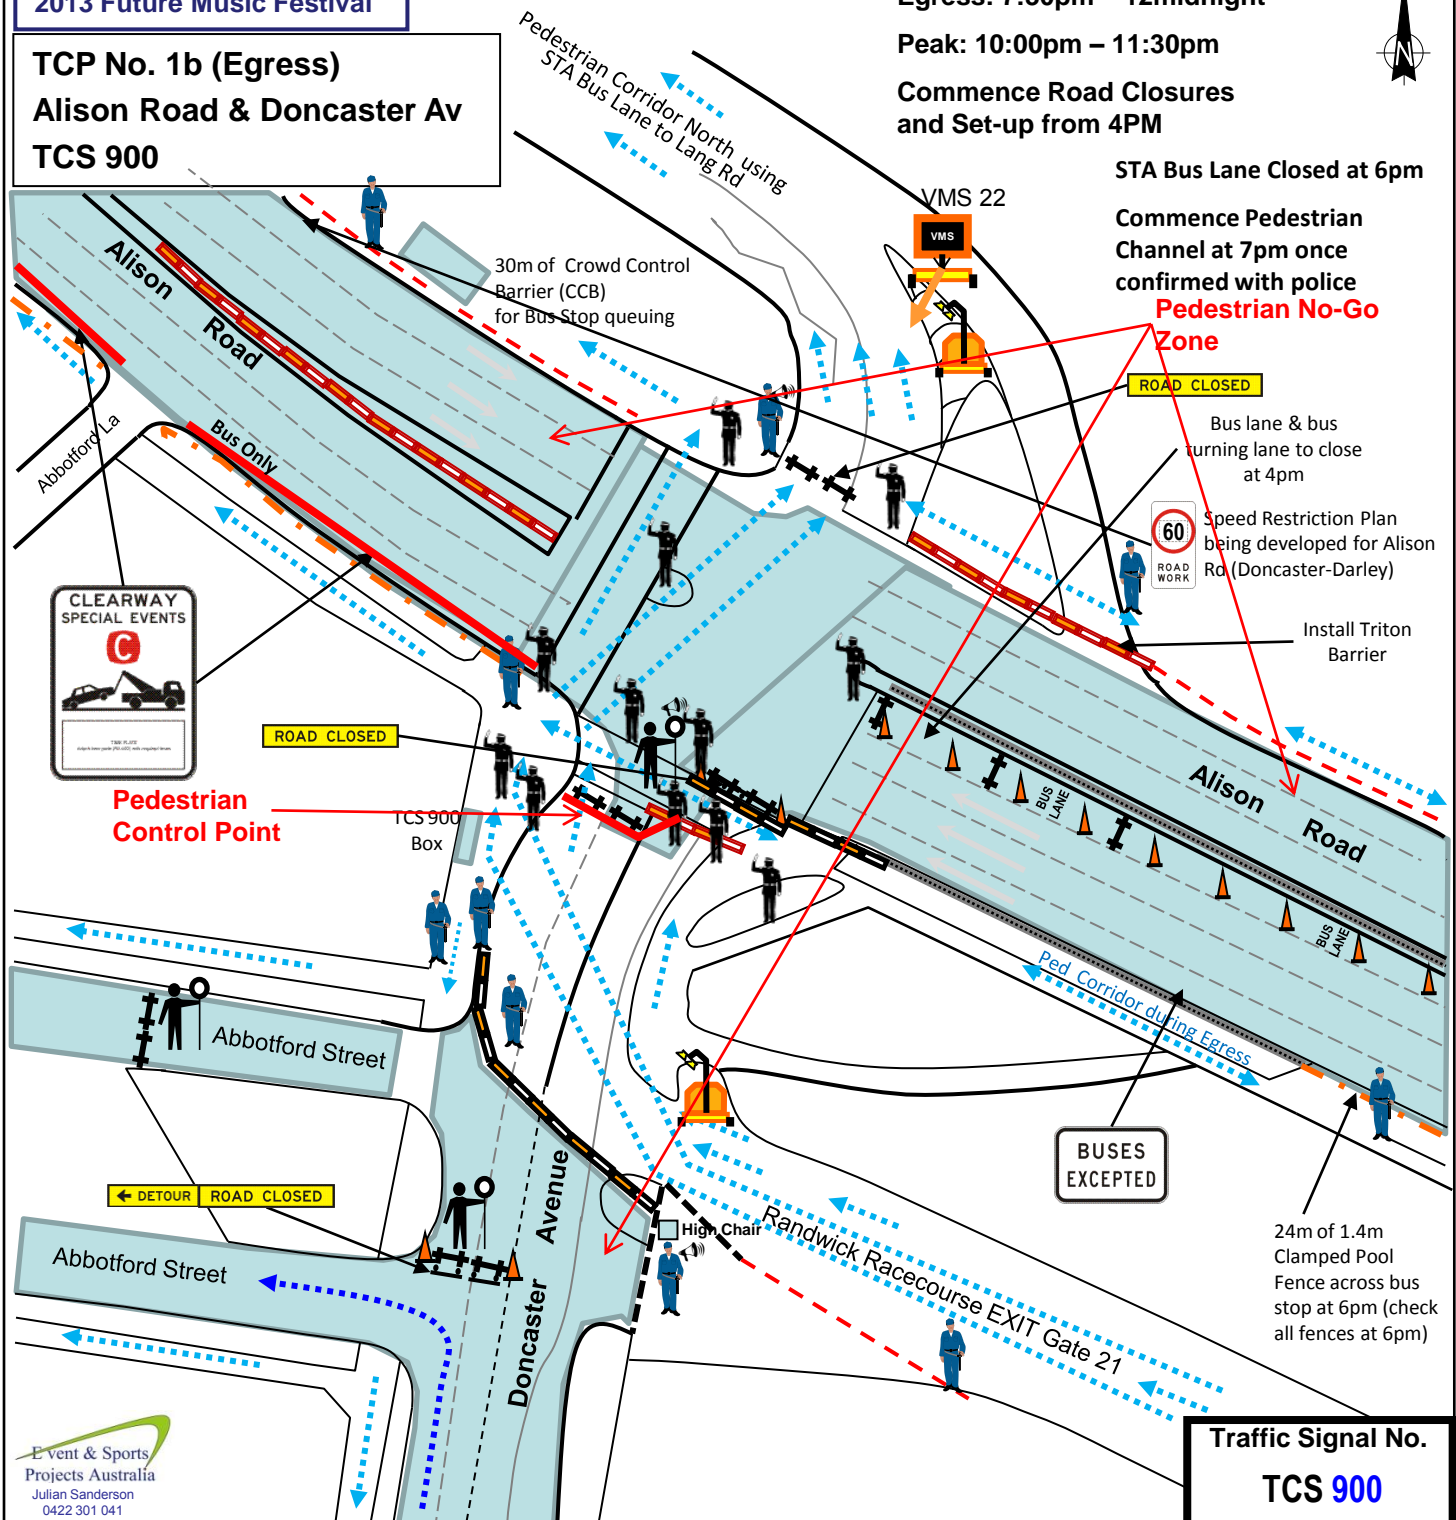 2013 Future Music Festival
TCP No. 1b (Egress)
Alison Road & Doncaster Av
TCS 900
Egress: 7:30pm – 12midnight
Peak: 10:00pm – 11:30pm
Commence Road Closures
and Set-up from 4PM
N
STA Bus Lane Closed at 6pm
Commence Pedestrian
Channel at 7pm once
confirmed with police
Pedestrian No-Go
Zone
Pedestrian Corridor North using
STA Bus Lane to Lang Rd
VMS 22
VMS
30m of Crowd Control
Barrier (CCB)
for Bus Stop queuing
Alison
Road
ROAD CLOSED
Bus lane & bus
turning lane to close
at 4pm
Abbotford La
Bus Only
60
ROAD
WORK
Speed Restriction Plan
being developed for Alison
Rd (Doncaster-Darley)
CLEARWAY
SPECIAL EVENTS
C
Install Triton
Barrier
ROAD CLOSED
Pedestrian
Control Point
TCS 900
Box
BUS
LANE
Alison
Road
BUS
LANE
Ped Corridor during Egress
Abbotford Street
BUSES
EXCEPTED
DETOUR
ROAD CLOSED
High Chair
Abbotford Street
Doncaster Avenue
Randwick Racecourse EXIT Gate 21
24m of 1.4m
Clamped Pool
Fence across bus
stop at 6pm (check
all fences at 6pm)
Event & Sports
Projects Australia
Julian Sanderson
0422 301 041
Traffic Signal No.
TCS 900